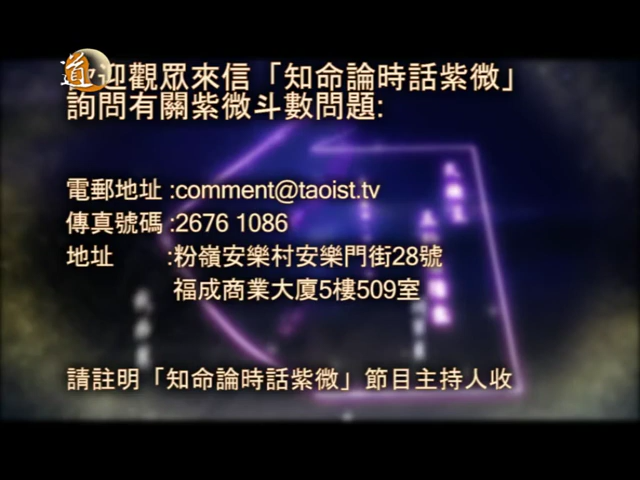 道
迎觀眾來信「知命論時話紫微」
詢問有關紫微斗數問題:
電郵地址 :comment@taoist.tv
傳真號碼 :2676 1086
地址 :粉嶺安樂村安樂門街28號
福成商業大廈5樓509室
請註明「知命論時話紫微」節目主持人收